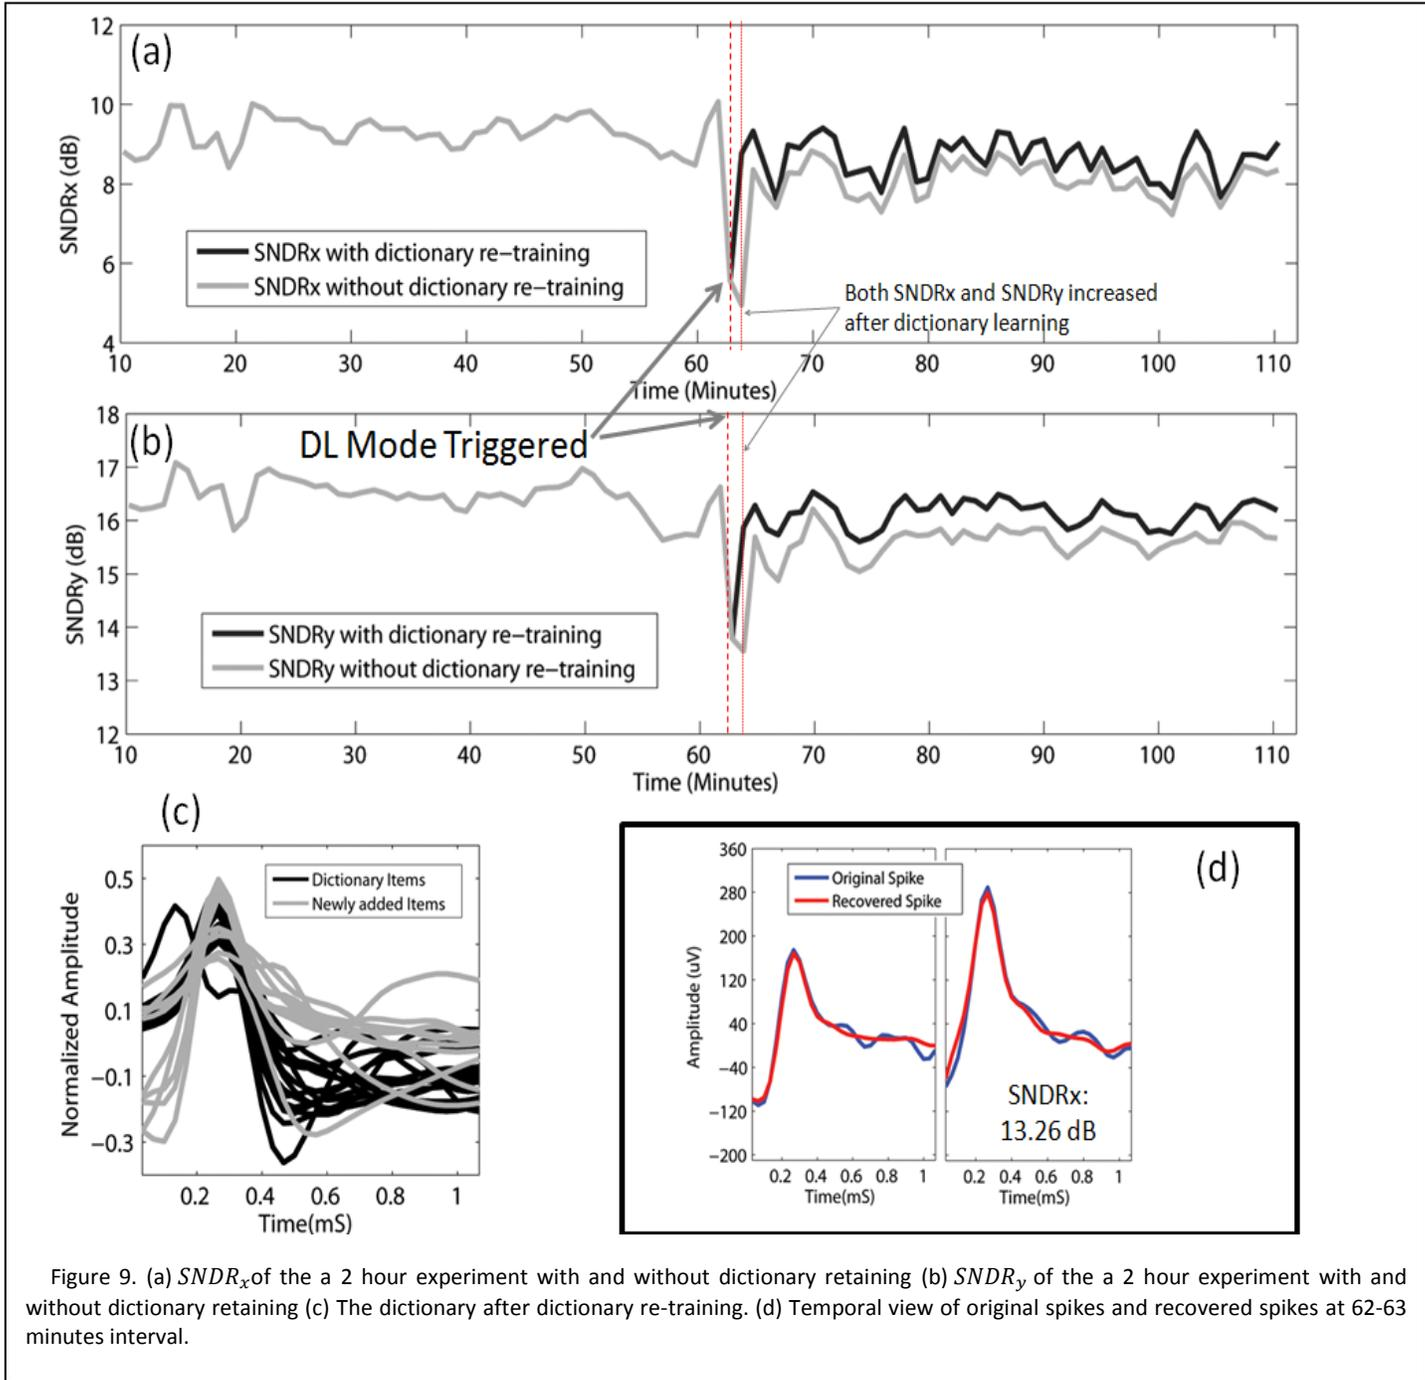 (a)
12
10
8
6
4
SNDRx (dB)
SNDRx with dictionary re−training
SNDRx without dictionary re−training
Both SNDRx and SNDRy increased
after dictionary learning
10 20 30 40 50 60 70 80 90 100 110
Time (Minutes)
(b)
DL Mode Triggered
18
17
16
15
14
13
12
SNDRy (dB)
SNDRy with dictionary re−training
SNDRy without dictionary re−training
10 20 30 40 50 60 70 80 90 100 110
Time (Minutes)
(c)
0.5
0.3
0.1
−0.1
−0.3
Normalized Amplitude
Dictionary Items
Newly added Items
0.2 0.4 0.6 0.8 1
Time(mS)
(d)
360
280
200
120
40
−40
−120
−200
Amplitude (uV)
Original Spike
Recovered Spike
SNDRx:
13.26 dB
0.2 0.4 0.6 0.8 1 0.2 0.4 0.6 0.8 1
Time(mS) Time(mS)
Figure 9. (a) SNDRₓof the a 2 hour experiment with and without dictionary retaining (b) SNDR_y of the a 2 hour experiment with and
without dictionary retaining (c) The dictionary after dictionary re-training. (d) Temporal view of original spikes and recovered spikes at 62-63
minutes interval.